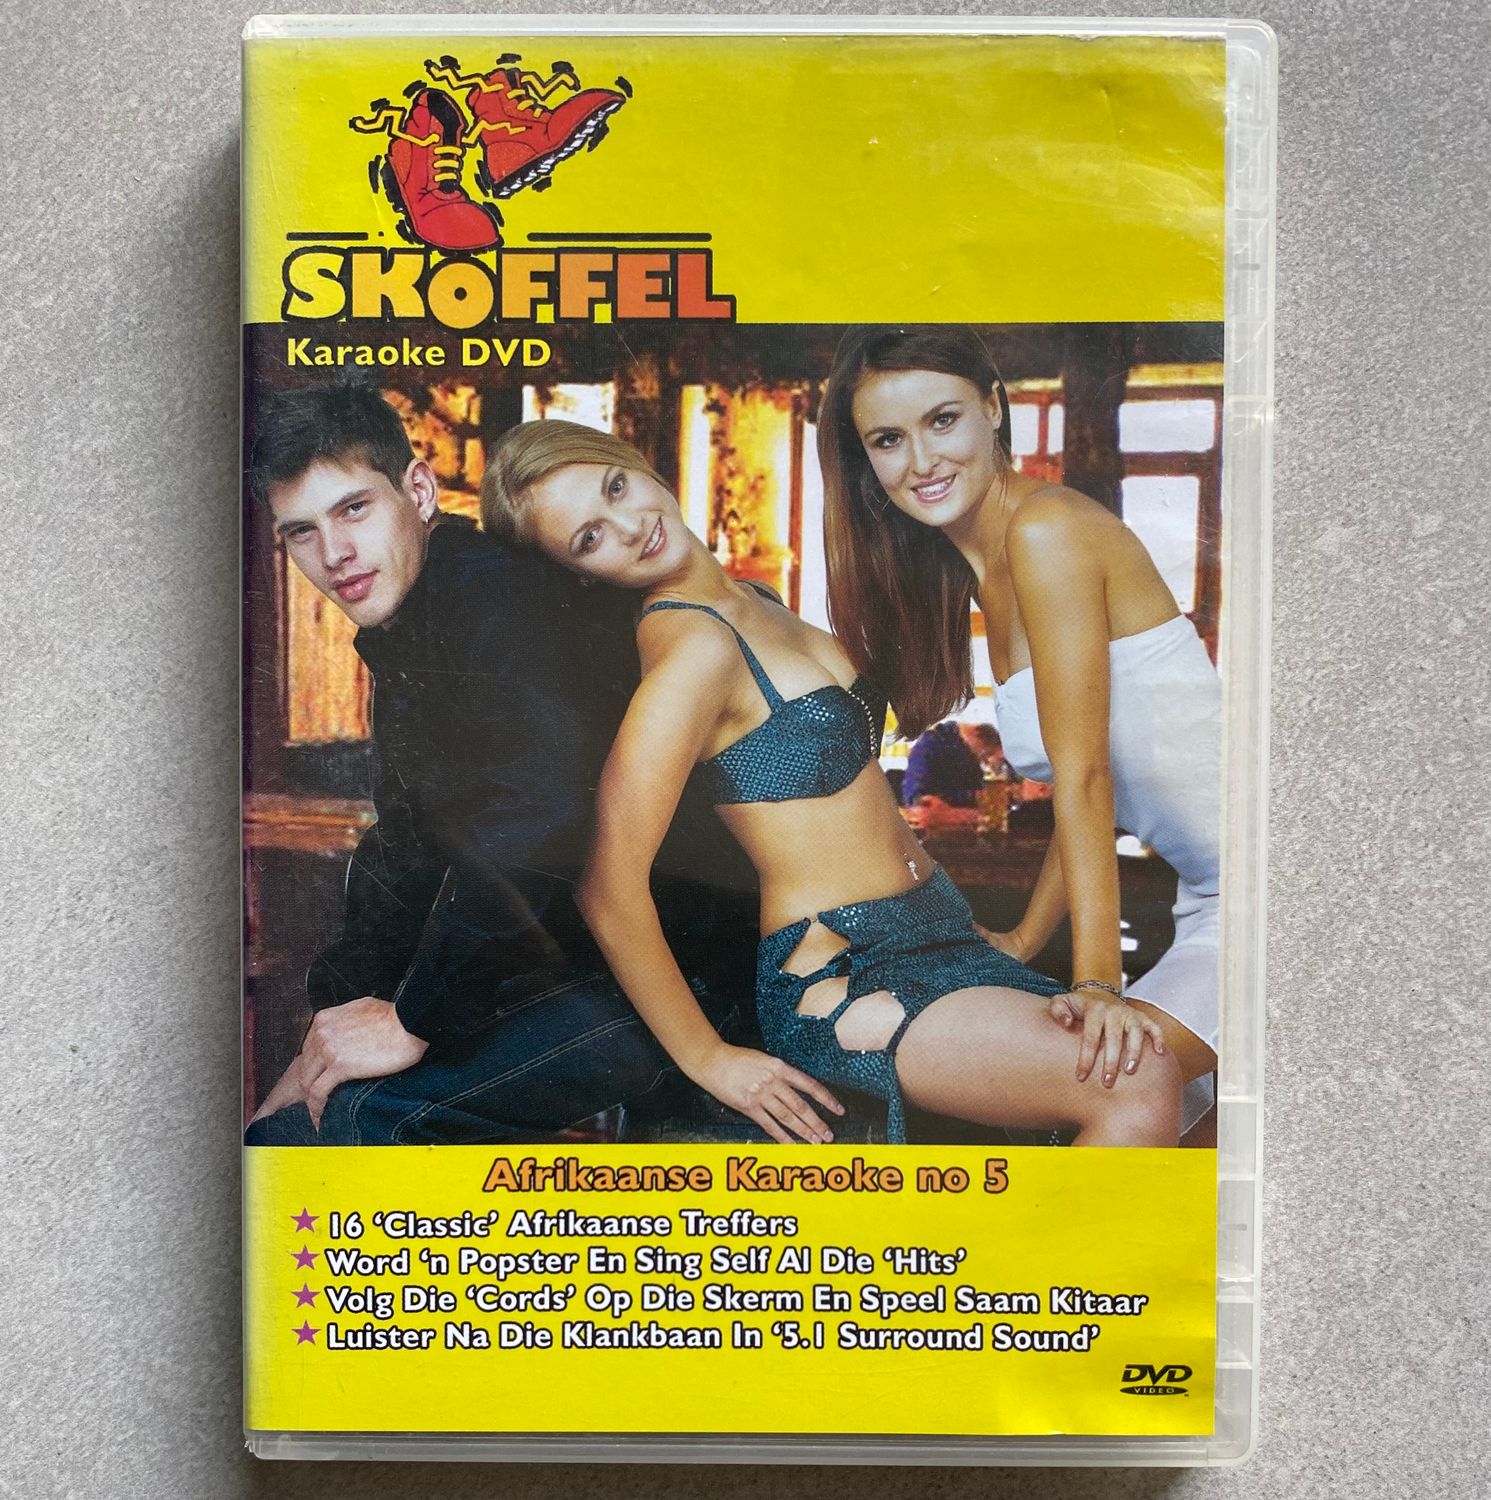 SKOFFEL
Karaoke DVD
Afrikaanse Karaoke no 5
16 ‘Classic’ Afrikaanse Treffers
Word ‘n Popster En Sing Self Al Die ‘Hits’
Volg Die ‘Cords’ Op Die Skerm En Speel Saam Kitaar
Luister Na Die Klankbaan In ‘5.1 Surround Sound’
DVD
VIDEO